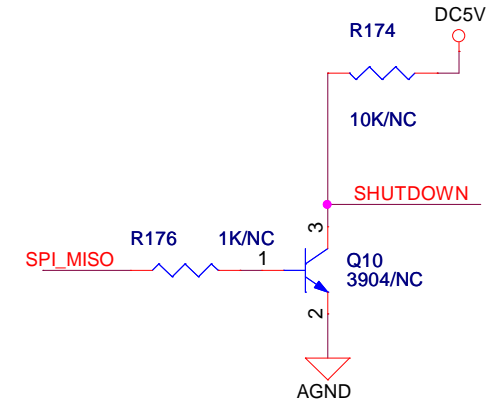 DC5V
R174
10K/NC
SHUTDOWN
3
R176
1K/NC
SPI_MISO
1
Q10
3904/NC
2
AGND